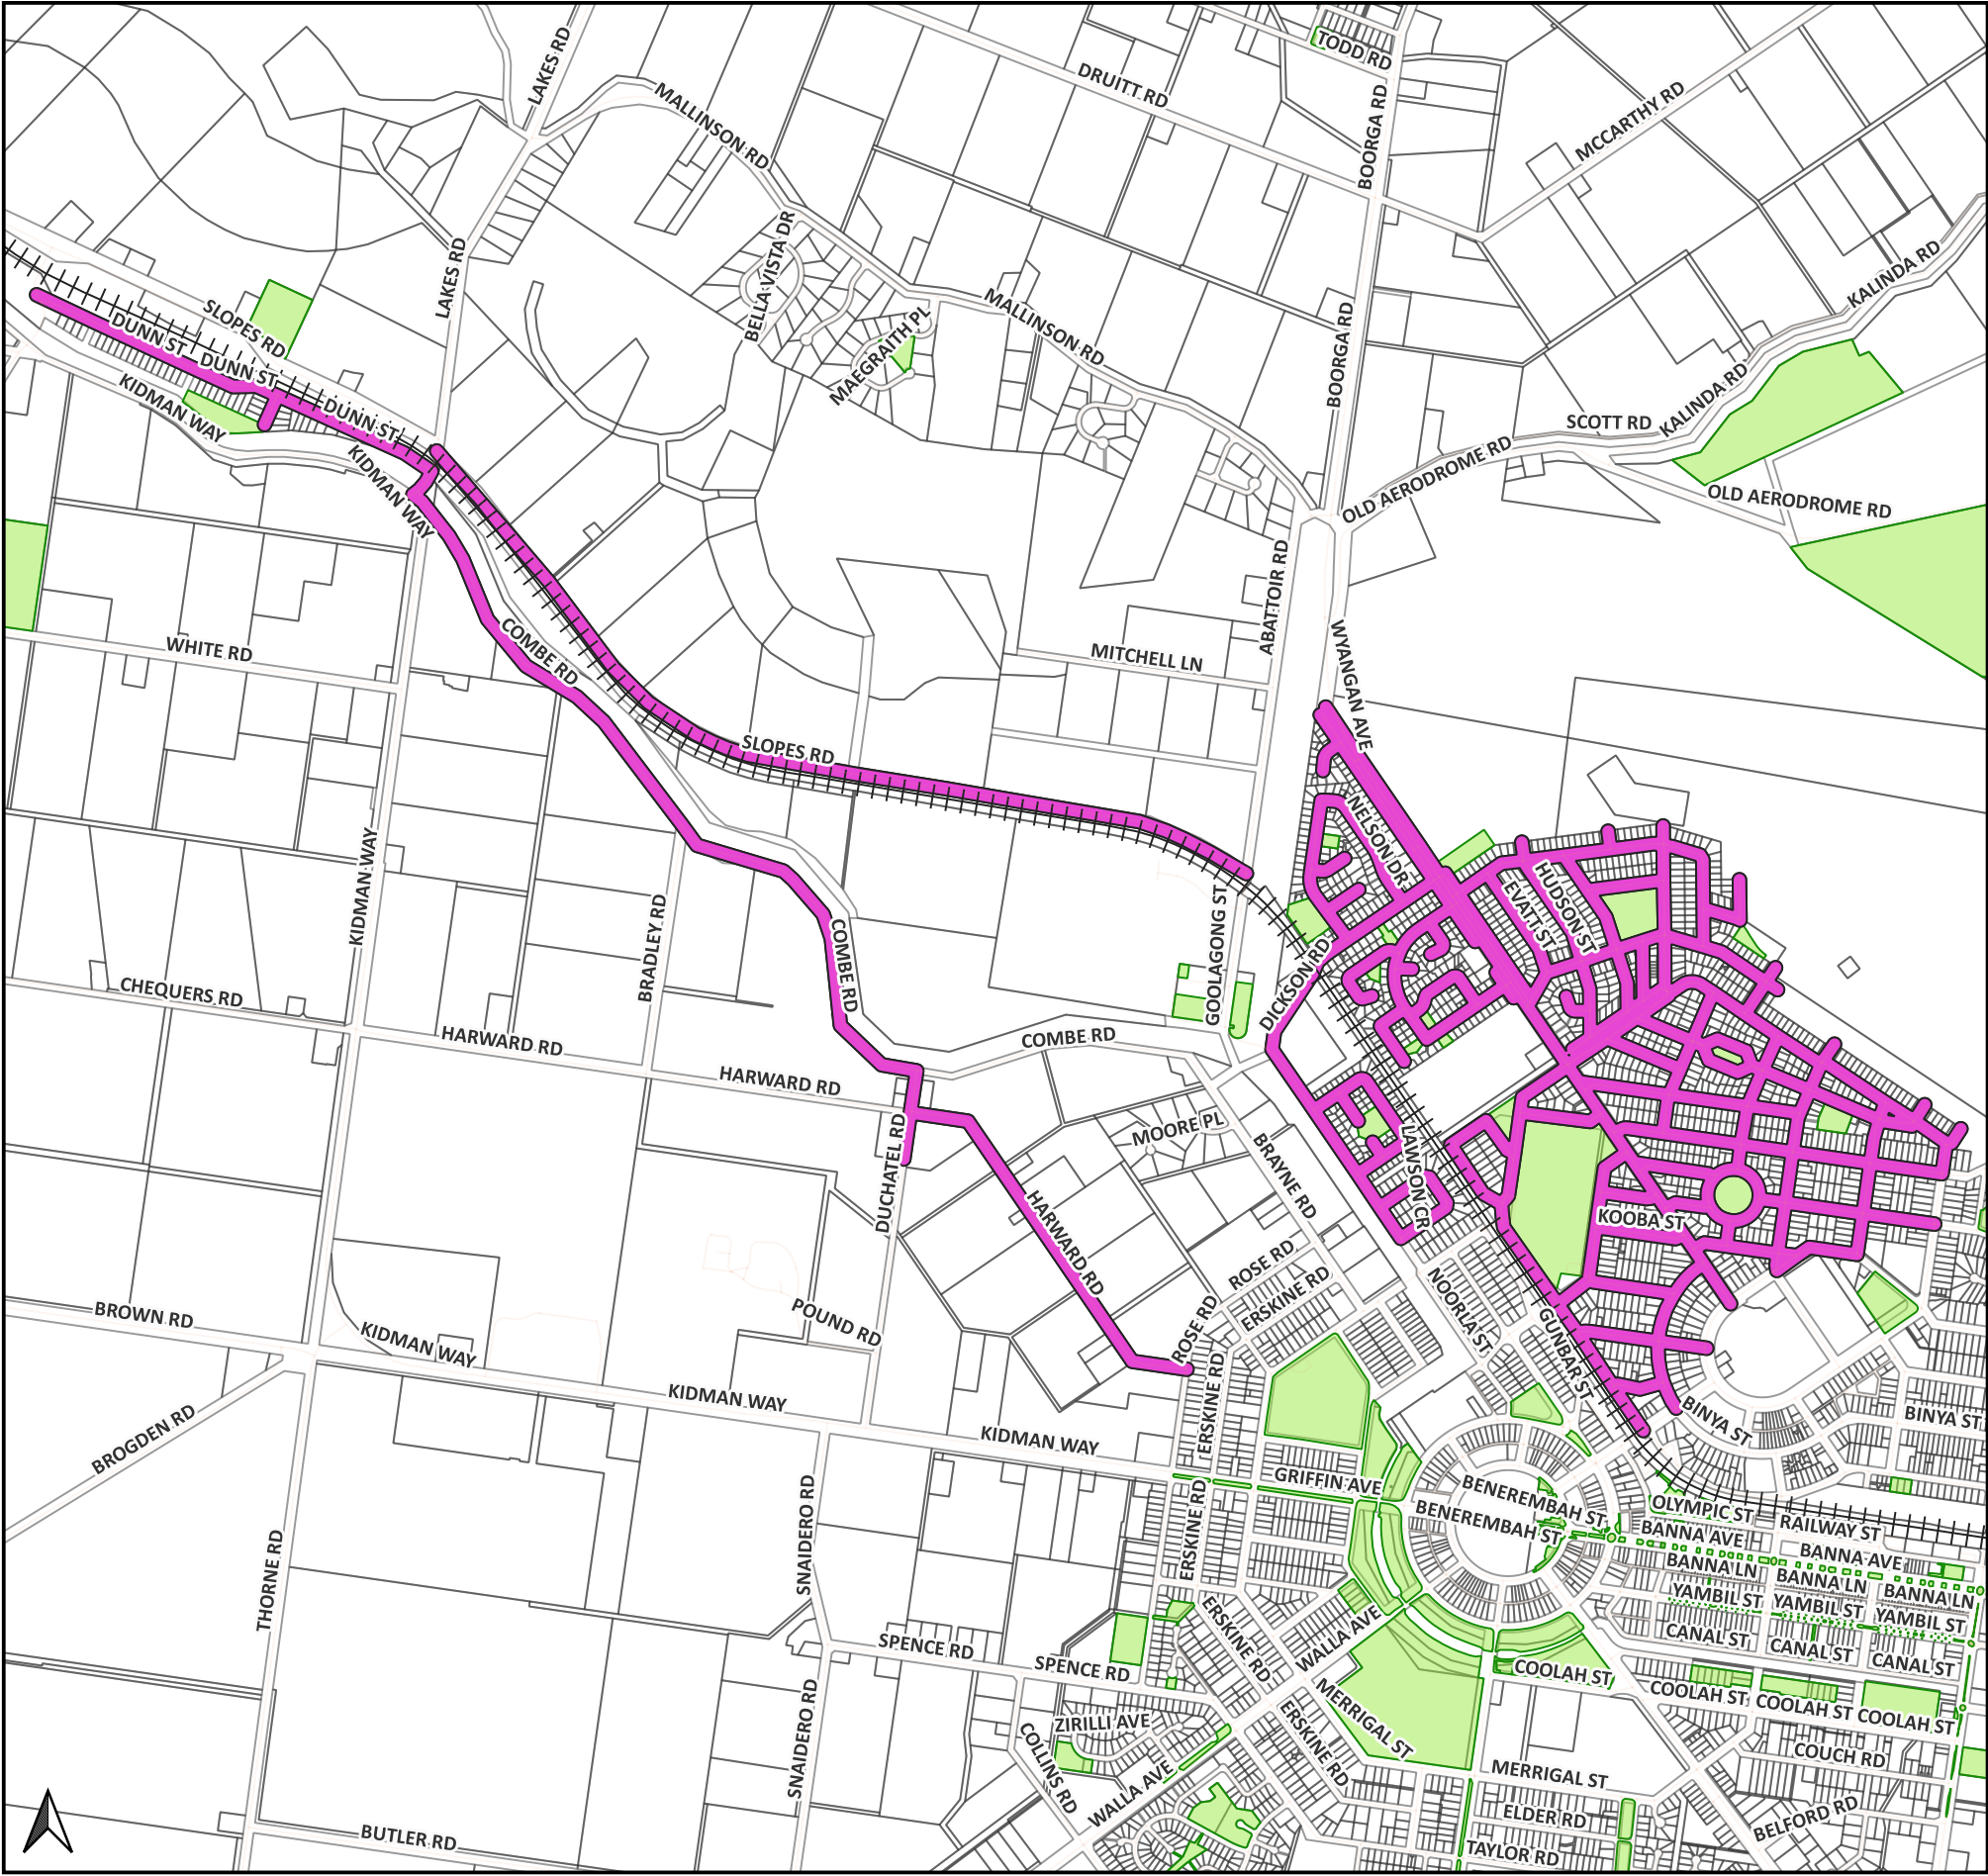 TODD RD
LAKES RD
DRUITT RD
MALLINSON RD
BOORGA RD
MCCARTHY RD
LAKES RD
BELLA VISTA DR
KALINDA RD
SLOPES RD
MALLINSON RD
MAEGRAITH PL
BOORGA RD
DUNN ST
DUNN ST
DUNN ST
KIDMAN WAY
KALINDA RD
SCOTT RD
OLD AERODROME RD
OLD AERODROME RD
KIDMAN WAY
ABATTOIR RD
WHITE RD
COMBE RD
MITCHELL LN
WYANGAN AVE
SLOPES RD
NELSON DR
KIDMAN WAY
HUDSON ST
EVATT ST
BRADLEY RD
GOOLAGONG ST
COMBE RD
DICKSON RD
CHEQUERS RD
HARWARD RD
COMBE RD
HARWARD RD
MOORE PL
DUCHATEL RD
BRAYNE RD
LAWSON CR
HARWARD RD
KOOBA ST
ROSE RD
ERSKINE RD
NOORLA ST
BROWN RD
POUND RD
KIDMAN WAY
ROSE RD
GUNBAR ST
ERSKINE RD
KIDMAN WAY
BINYA ST
BINYA ST
BROGDEN RD
KIDMAN WAY
GRIFFIN AVE
BENEREMBAH ST
BENEREMBAH ST
OLYMPIC ST
RAILWAY ST
ERSKINE RD
SNAIDERO RD
BANNA AVE
BANNA AVE
BANNA LN
BANNA LN
BANNA LN
THORNE RD
YAMBIL ST
YAMBIL ST
YAMBIL ST
ERSKINE RD
WALLA AVE
CANAL ST
CANAL ST
CANAL ST
SPENCE RD
SPENCE RD
COOLAH ST
COOLAH ST
COOLAH ST
COOLAH ST
MERRIGAL ST
ZIRILLI AVE
ERSKINE RD
SNAIDERO RD
COLLINS RD
WALLA AVE
COUCH RD
MERRIGAL ST
ELDER RD
BELFORD RD
BUTLER RD
TAYLOR RD